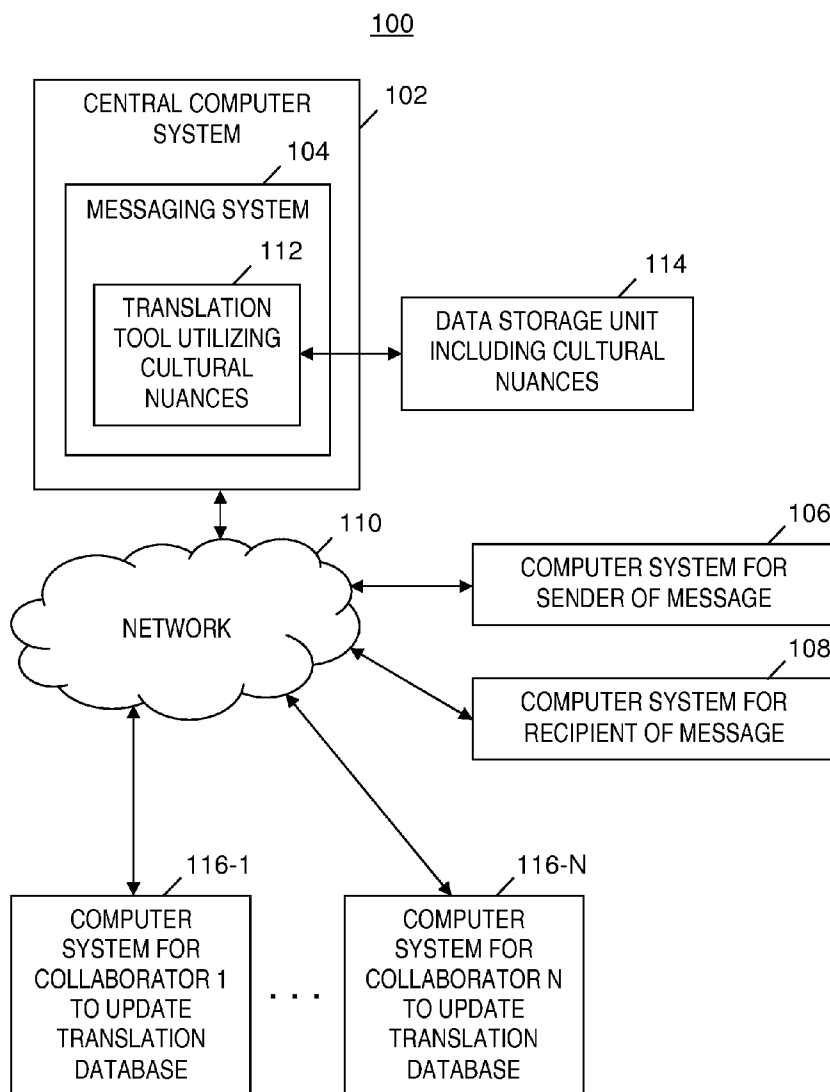 100
CENTRAL COMPUTER
SYSTEM
102
104
MESSAGING SYSTEM
112
TRANSLATION
TOOL UTILIZING
CULTURAL
NUANCES
114
DATA STORAGE UNIT
INCLUDING CULTURAL
NUANCES
110
NETWORK
106
COMPUTER SYSTEM FOR
SENDER OF MESSAGE
108
COMPUTER SYSTEM FOR
RECIPIENT OF MESSAGE
116-1
COMPUTER
SYSTEM FOR
COLLABORATOR 1
TO UPDATE
TRANSLATION
DATABASE
. . .
116-N
COMPUTER
SYSTEM FOR
COLLABORATOR N
TO UPDATE
TRANSLATION
DATABASE